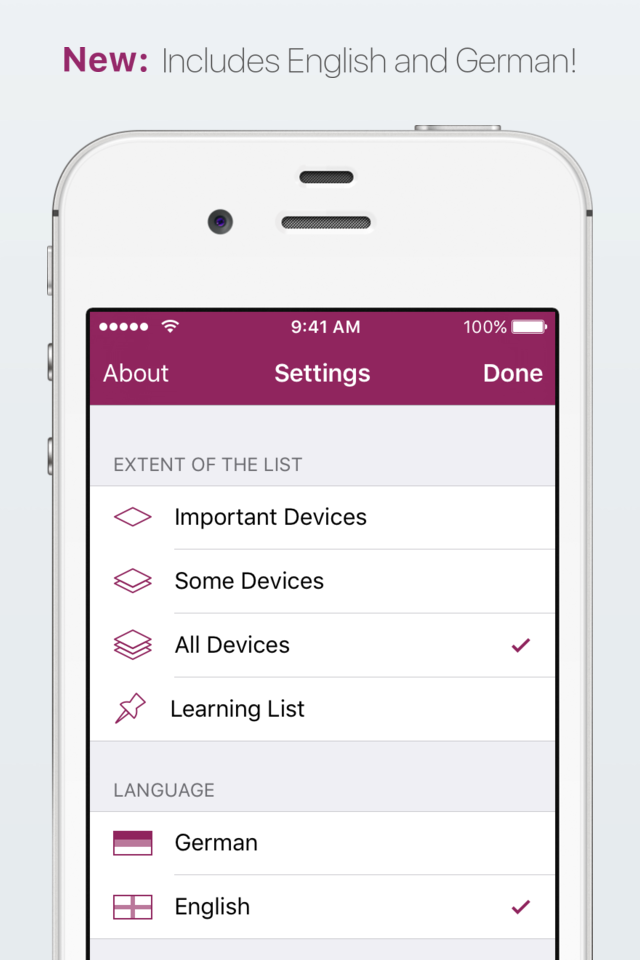 New: Includes English and German!
9:41 AM 100%
About Settings Done
EXTENT OF THE LIST
Important Devices
Some Devices
All Devices
Learning List
LANGUAGE
German
English